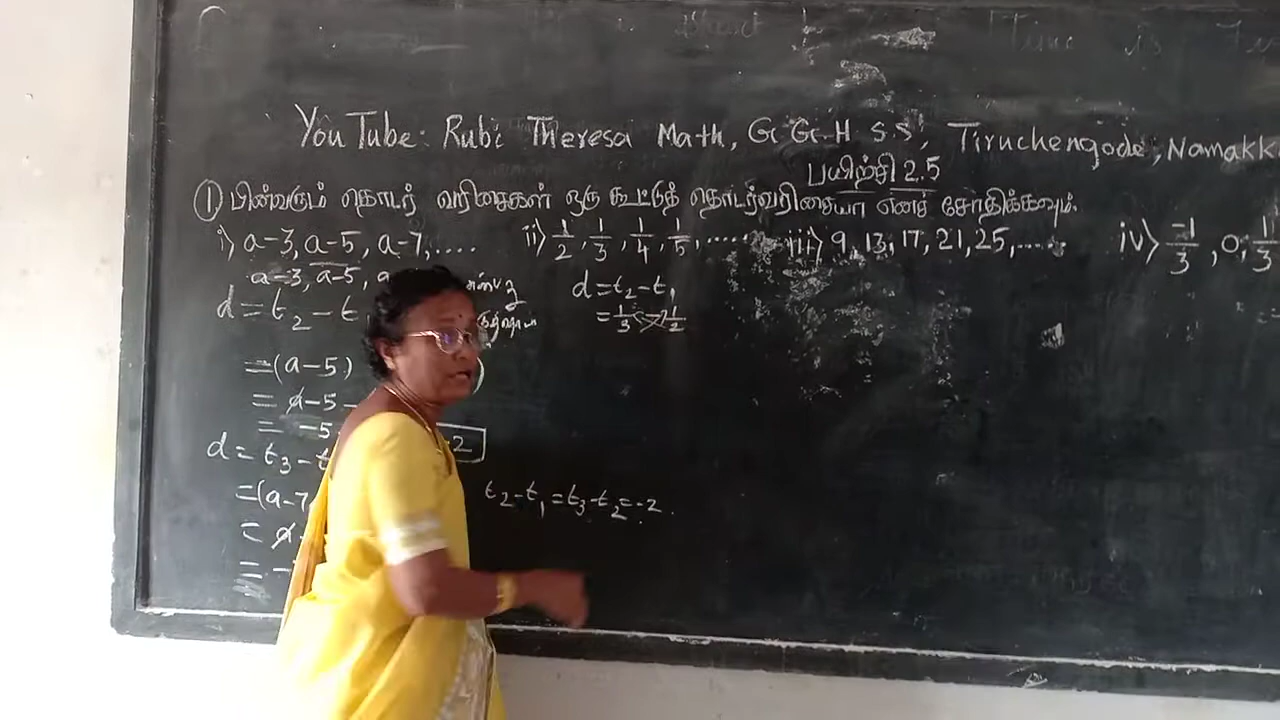 YouTube: Rubi Theresa Math, G G H S S, Tiruchengode, Namakk
பயிற்சி 2.5
① பின்வரும் தொடர் வரிசைகள் ஒரு கூட்டுத் தொடர்வரிசையா எனச் சோதிக்கவும்.
i) a-3, a-5, a-7, .... ii) 1/2, 1/3, 1/4, 1/5, ..... iii) 9, 13, 17, 21, 25, ..... iv) -1/3, 0, 1/3
a-3, a-5, a
d = t₂ - t
= (a-5) )
= a-5-
= -5
-2
d = t₃ - t
= (a-7
= a
= -
t₂-t₁ = t₃-t₂ = -2
d = t₂ - t₁
= 1/3 1/2